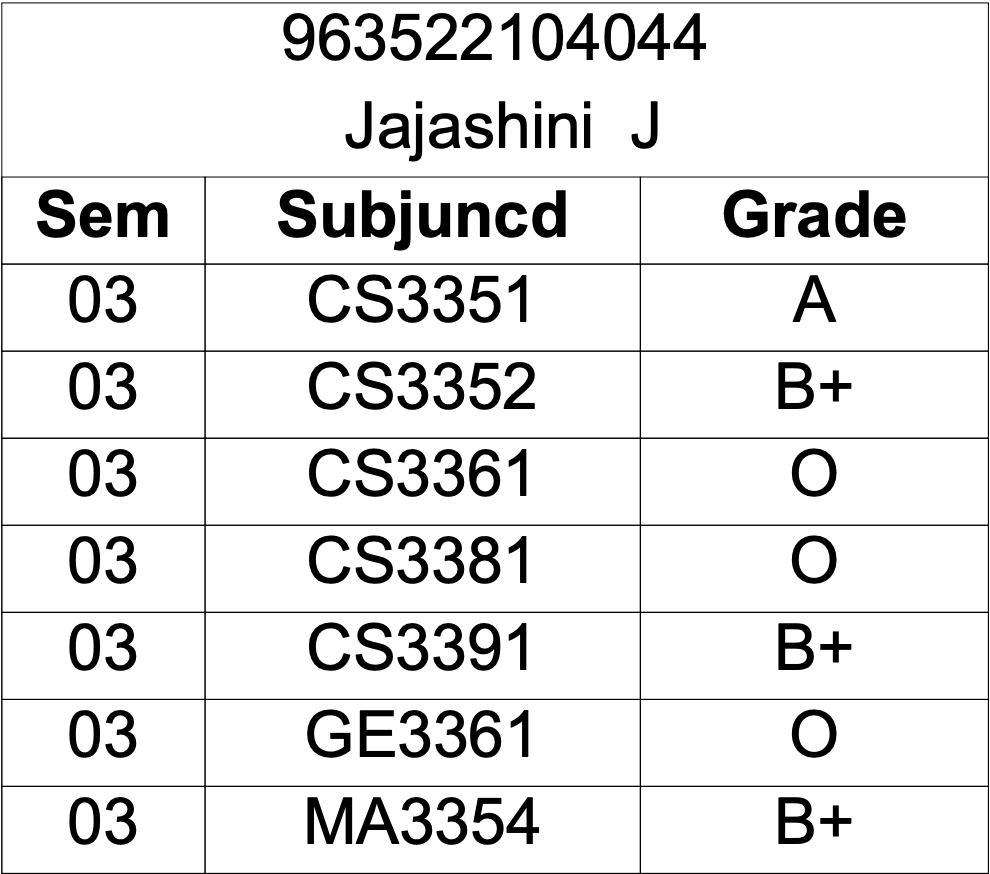 963522104044
Jajashini J
Sem Subjuncd Grade
03 CS3351 A
03 CS3352 B+
03 CS3361 O
03 CS3381 O
03 CS3391 B+
03 GE3361 O
03 MA3354 B+